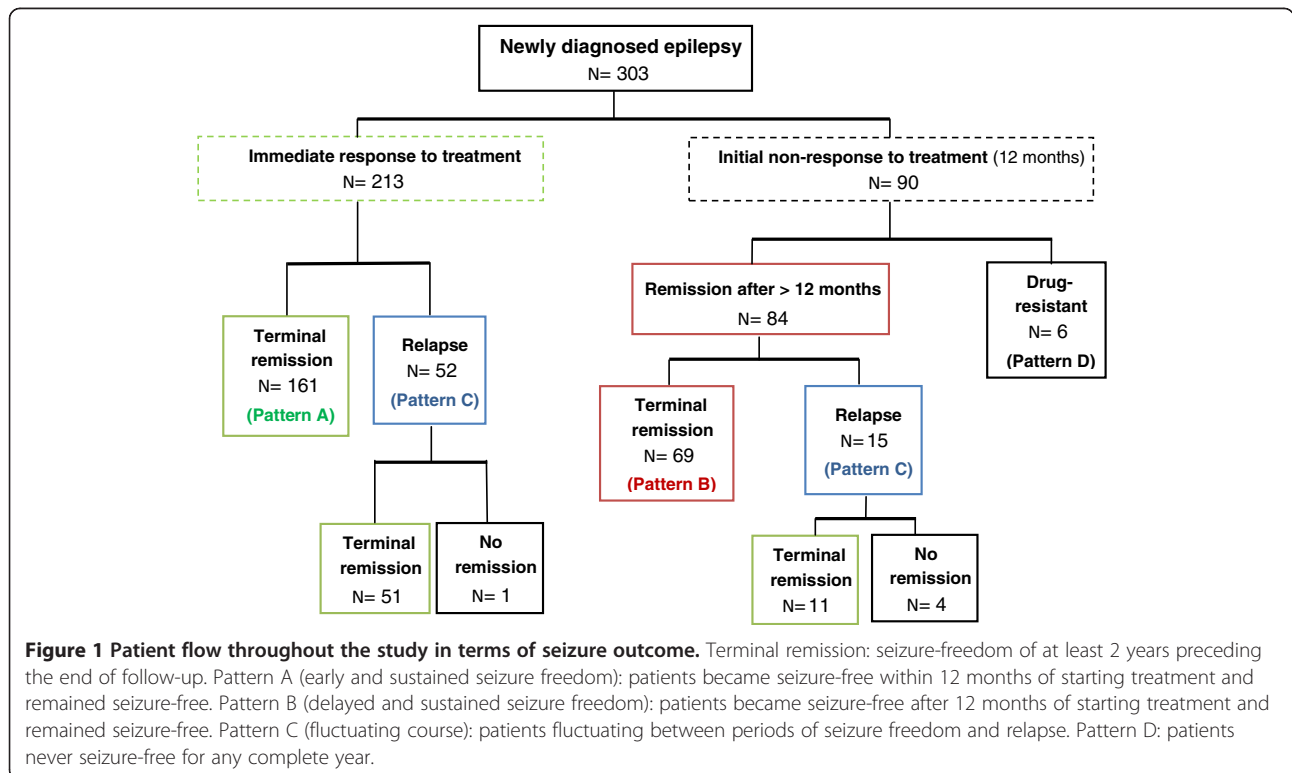 Newly diagnosed epilepsy
N= 303
Immediate response to treatment
N= 213
Initial non-response to treatment (12 months)
N= 90
Terminal
remission
N= 161
(Pattern A)
Relapse
N= 52
(Pattern C)
Remission after > 12 months
N= 84
Drug-
resistant
N= 6
(Pattern D)
Terminal
remission
N= 69
(Pattern B)
Relapse
N= 15
(Pattern C)
Terminal
remission
N= 51
No
remission
N= 1
Terminal
remission
N= 11
No
remission
N= 4
Figure 1 Patient flow throughout the study in terms of seizure outcome. Terminal remission: seizure-freedom of at least 2 years preceding
the end of follow-up. Pattern A (early and sustained seizure freedom): patients became seizure-free within 12 months of starting treatment and
remained seizure-free. Pattern B (delayed and sustained seizure freedom): patients became seizure-free after 12 months of starting treatment and
remained seizure-free. Pattern C (fluctuating course): patients fluctuating between periods of seizure freedom and relapse. Pattern D: patients
never seizure-free for any complete year.